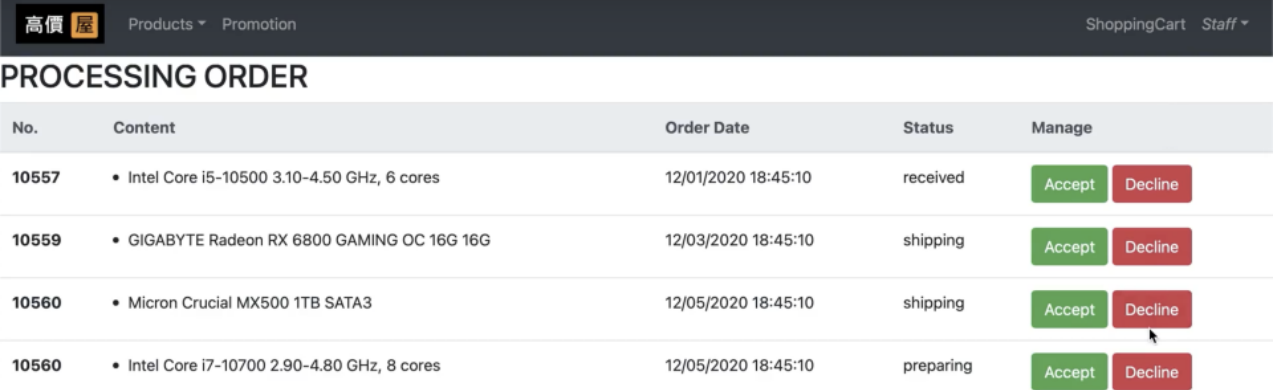 高價屋 Products Promotion ShoppingCart Staff
PROCESSING ORDER
No. Content Order Date Status Manage
10557 • Intel Core i5-10500 3.10-4.50 GHz, 6 cores 12/01/2020 18:45:10 received Accept Decline
10559 • GIGABYTE Radeon RX 6800 GAMING OC 16G 16G 12/03/2020 18:45:10 shipping Accept Decline
10560 • Micron Crucial MX500 1TB SATA3 12/05/2020 18:45:10 shipping Accept Decline
10560 • Intel Core i7-10700 2.90-4.80 GHz, 8 cores 12/05/2020 18:45:10 preparing Accept Decline